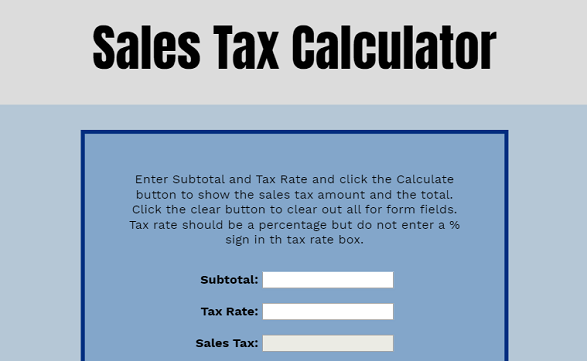 Sales Tax Calculator
Enter Subtotal and Tax Rate and click the Calculate
button to show the sales tax amount and the total.
Click the clear button to clear out all for form fields.
Tax rate should be a percentage but do not enter a %
sign in th tax rate box.
Subtotal:
Tax Rate:
Sales Tax: